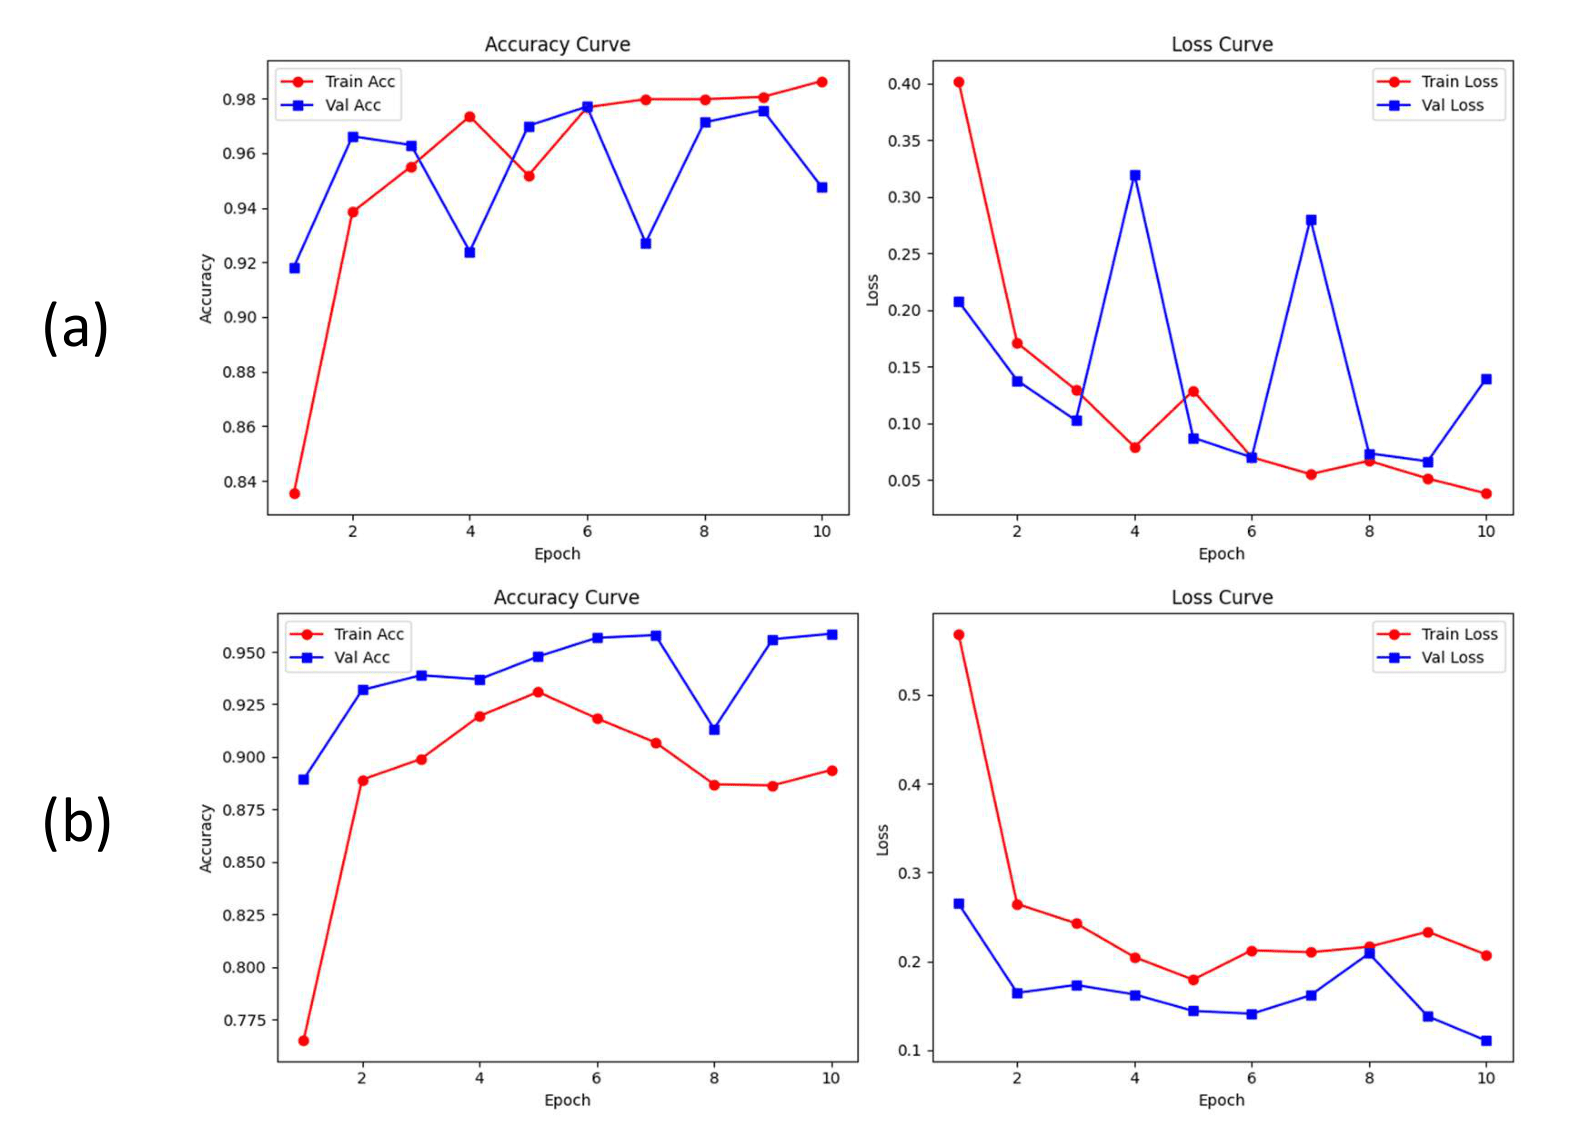 (a)
Accuracy Curve
Train Acc
Val Acc
Accuracy
0.98
0.96
0.94
0.92
0.90
0.88
0.86
0.84
2 4 6 8 10
Epoch
Loss Curve
Train Loss
Val Loss
Loss
0.40
0.35
0.30
0.25
0.20
0.15
0.10
0.05
2 4 6 8 10
Epoch
(b)
Accuracy Curve
Train Acc
Val Acc
Accuracy
0.950
0.925
0.900
0.875
0.850
0.825
0.800
0.775
2 4 6 8 10
Epoch
Loss Curve
Train Loss
Val Loss
Loss
0.5
0.4
0.3
0.2
0.1
2 4 6 8 10
Epoch